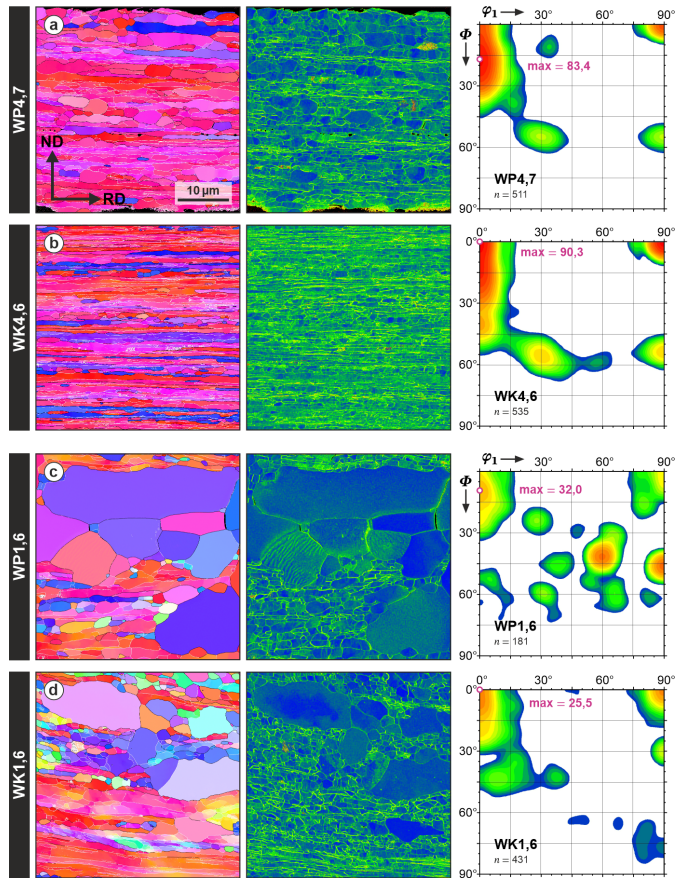 WP4,7
a
ND
RD
10 µm
φ₁ → 30° 60° 90°
Φ
↓
max = 83,4
30°
60°
WP4,7
n = 511
90°
WK4,6
b
0°
max = 90,3
30°
60°
WK4,6
n = 535
90°
WP1,6
c
φ₁ → 30° 60° 90°
Φ
↓
max = 32,0
30°
60°
WP1,6
n = 181
90°
WK1,6
d
0°
max = 25,5
30°
60°
WK1,6
n = 431
90°
0° 30° 60° 90°